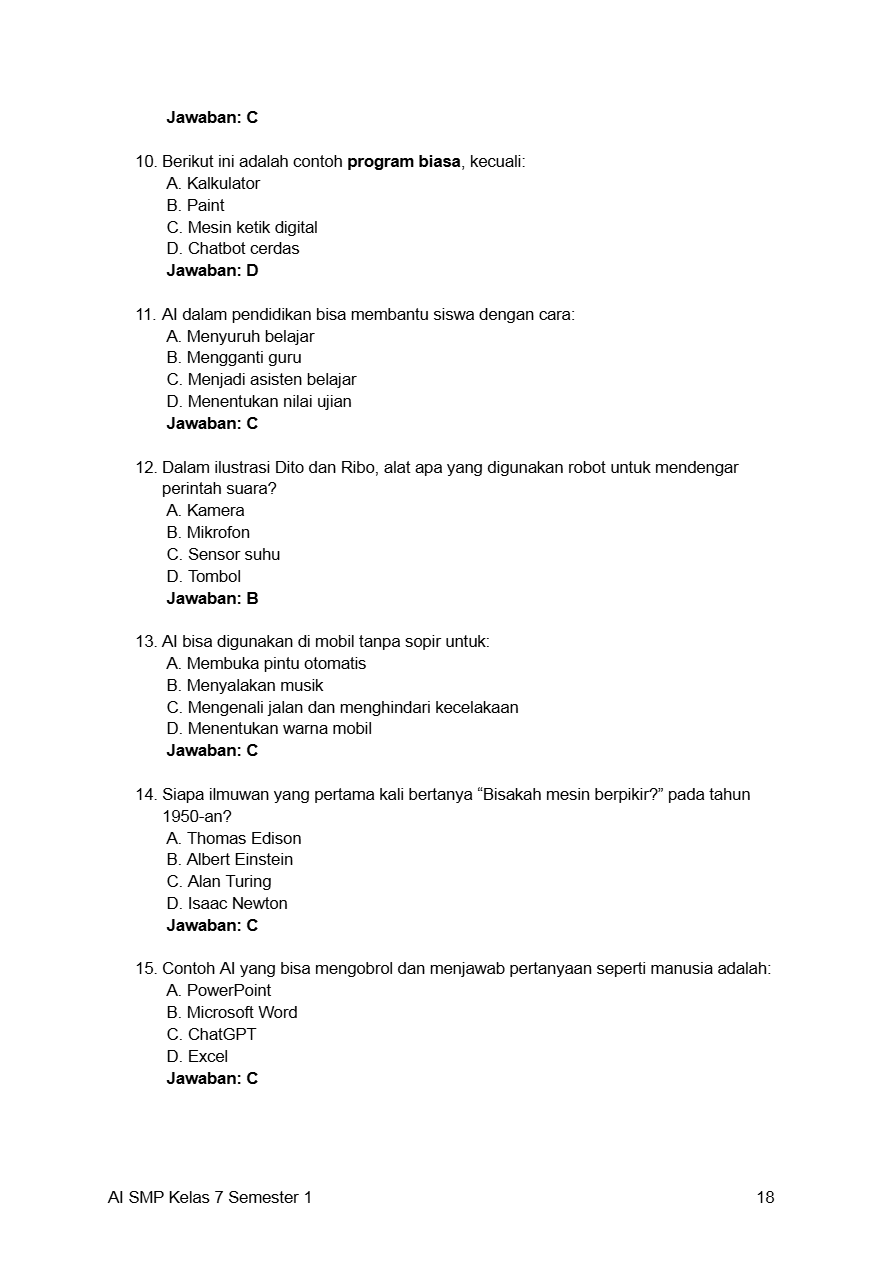 Jawaban: C
10. Berikut ini adalah contoh program biasa, kecuali:
A. Kalkulator
B. Paint
C. Mesin ketik digital
D. Chatbot cerdas
Jawaban: D
11. AI dalam pendidikan bisa membantu siswa dengan cara:
A. Menyuruh belajar
B. Mengganti guru
C. Menjadi asisten belajar
D. Menentukan nilai ujian
Jawaban: C
12. Dalam ilustrasi Dito dan Ribo, alat apa yang digunakan robot untuk mendengar
perintah suara?
A. Kamera
B. Mikrofon
C. Sensor suhu
D. Tombol
Jawaban: B
13. AI bisa digunakan di mobil tanpa sopir untuk:
A. Membuka pintu otomatis
B. Menyalakan musik
C. Mengenali jalan dan menghindari kecelakaan
D. Menentukan warna mobil
Jawaban: C
14. Siapa ilmuwan yang pertama kali bertanya “Bisakah mesin berpikir?” pada tahun
1950-an?
A. Thomas Edison
B. Albert Einstein
C. Alan Turing
D. Isaac Newton
Jawaban: C
15. Contoh AI yang bisa mengobrol dan menjawab pertanyaan seperti manusia adalah:
A. PowerPoint
B. Microsoft Word
C. ChatGPT
D. Excel
Jawaban: C
AI SMP Kelas 7 Semester 1 18